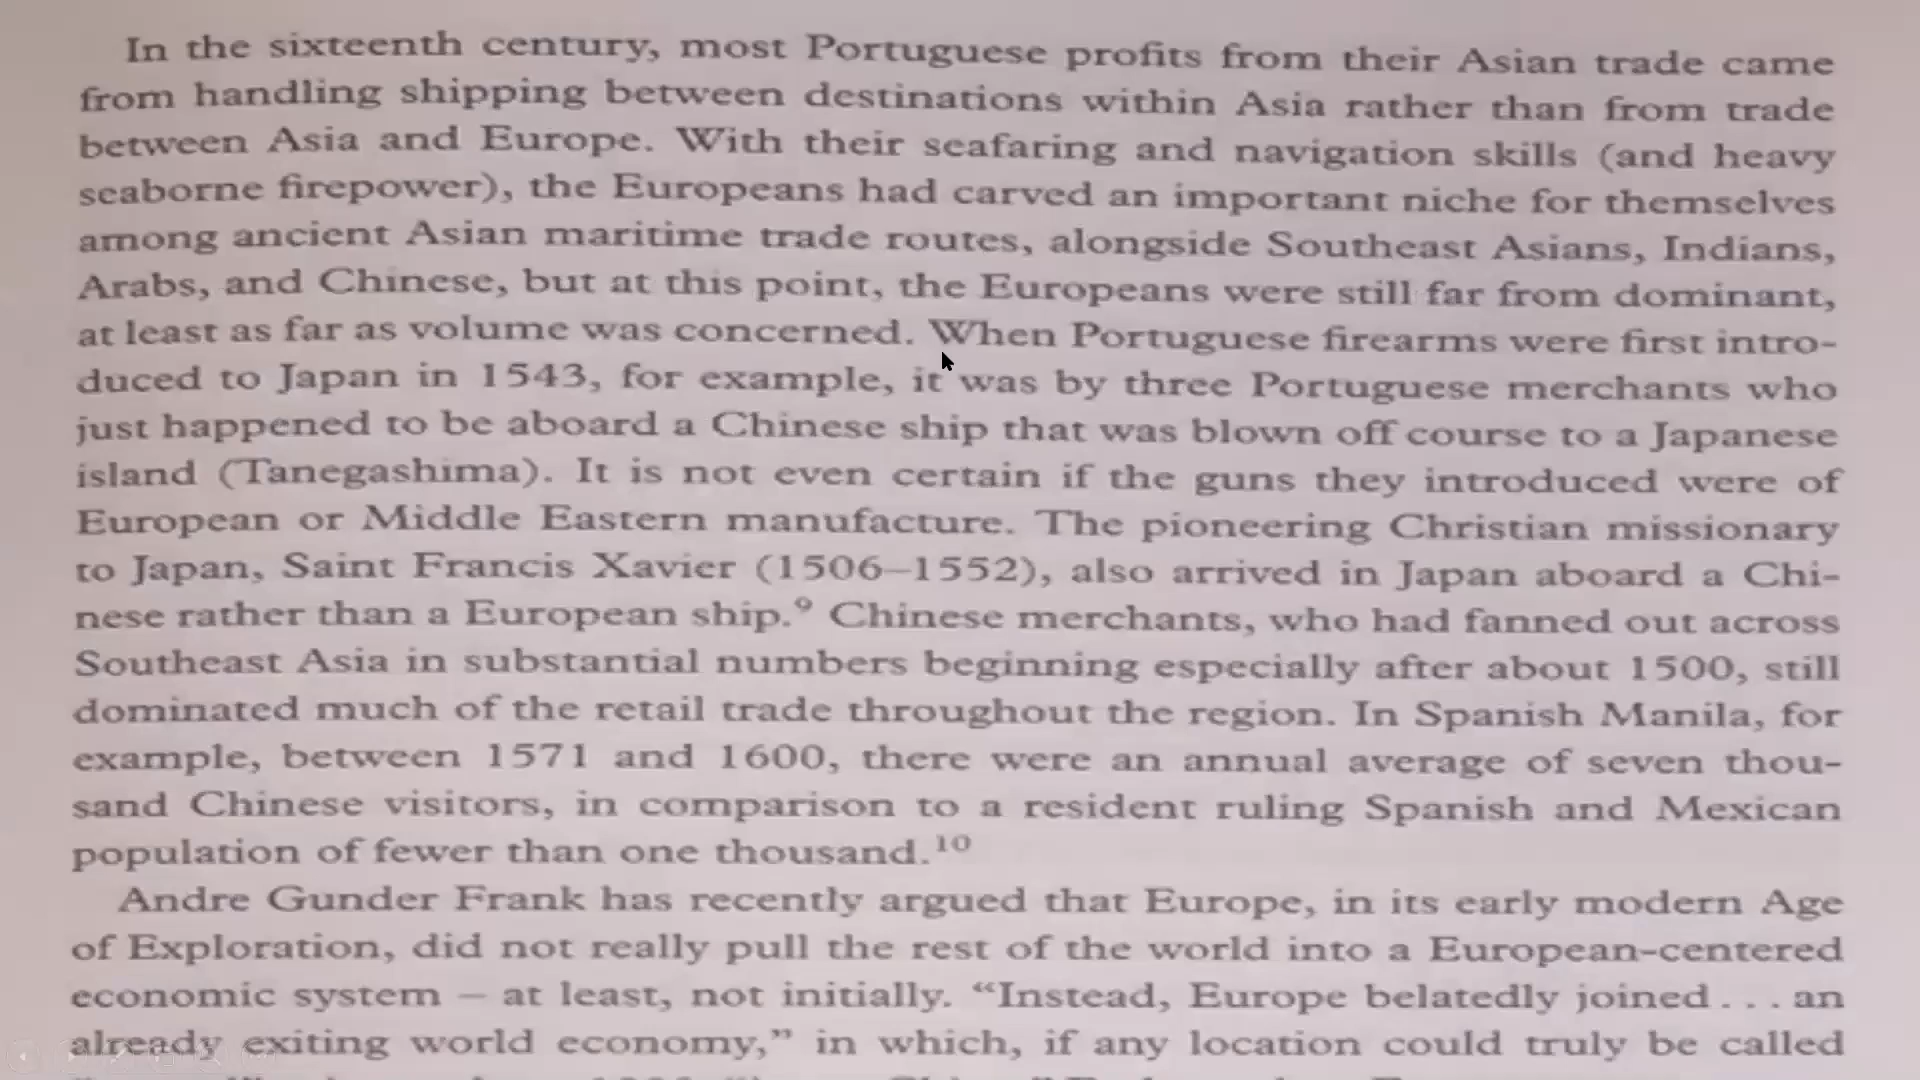 In the sixteenth century, most Portuguese profits from their Asian trade came
from handling shipping between destinations within Asia rather than from trade
between Asia and Europe. With their seafaring and navigation skills (and heavy
seaborne firepower), the Europeans had carved an important niche for themselves
among ancient Asian maritime trade routes, alongside Southeast Asians, Indians,
Arabs, and Chinese, but at this point, the Europeans were still far from dominant,
at least as far as volume was concerned. When Portuguese firearms were first intro-
duced to Japan in 1543, for example, it was by three Portuguese merchants who
just happened to be aboard a Chinese ship that was blown off course to a Japanese
island (Tanegashima). It is not even certain if the guns they introduced were of
European or Middle Eastern manufacture. The pioneering Christian missionary
to Japan, Saint Francis Xavier (1506–1552), also arrived in Japan aboard a Chi-
nese rather than a European ship.⁹ Chinese merchants, who had fanned out across
Southeast Asia in substantial numbers beginning especially after about 1500, still
dominated much of the retail trade throughout the region. In Spanish Manila, for
example, between 1571 and 1600, there were an annual average of seven thou-
sand Chinese visitors, in comparison to a resident ruling Spanish and Mexican
population of fewer than one thousand.¹⁰
Andre Gunder Frank has recently argued that Europe, in its early modern Age
of Exploration, did not really pull the rest of the world into a European-centered
economic system – at least, not initially. “Instead, Europe belatedly joined . . . an
already exiting world economy,” in which, if any location could truly be called